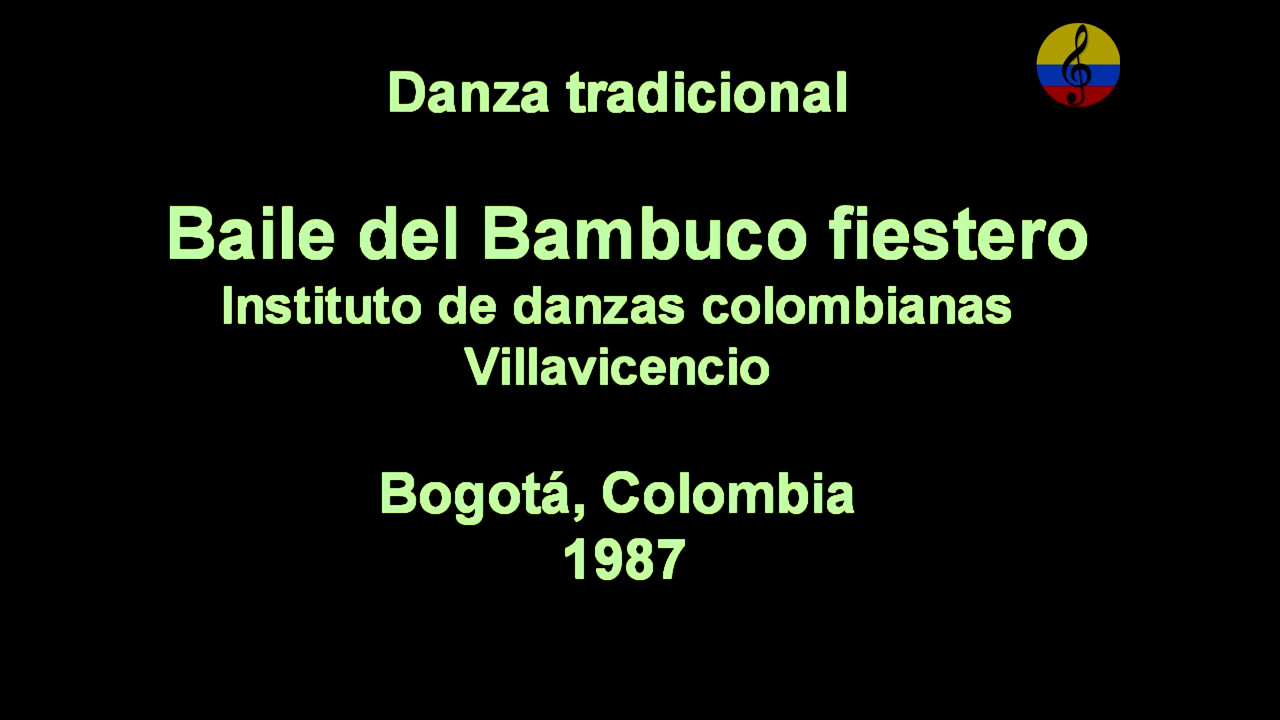 Danza tradicional
Baile del Bambuco fiestero
Instituto de danzas colombianas
Villavicencio
Bogotá, Colombia
1987